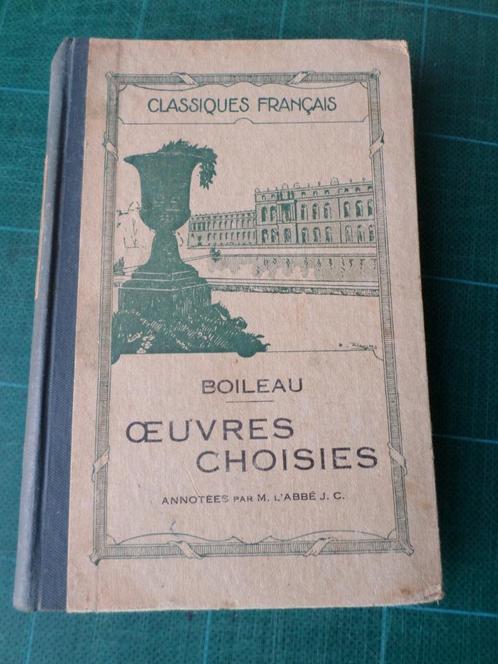 CLASSIQUES FRANÇAIS
BOILEAU
ŒUVRES
CHOISIES
ANNOTÉES PAR M. L'ABBÉ J. C.